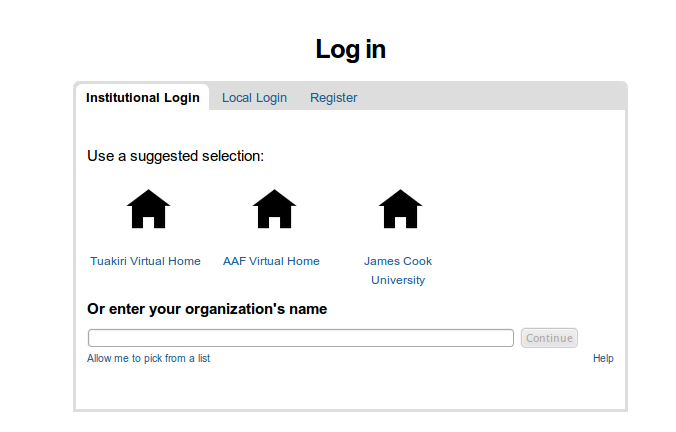 Log in
Institutional Login
Local Login
Register
Use a suggested selection:
Tuakiri Virtual Home
AAF Virtual Home
James Cook
University
Or enter your organization's name
Continue
Allow me to pick from a list
Help